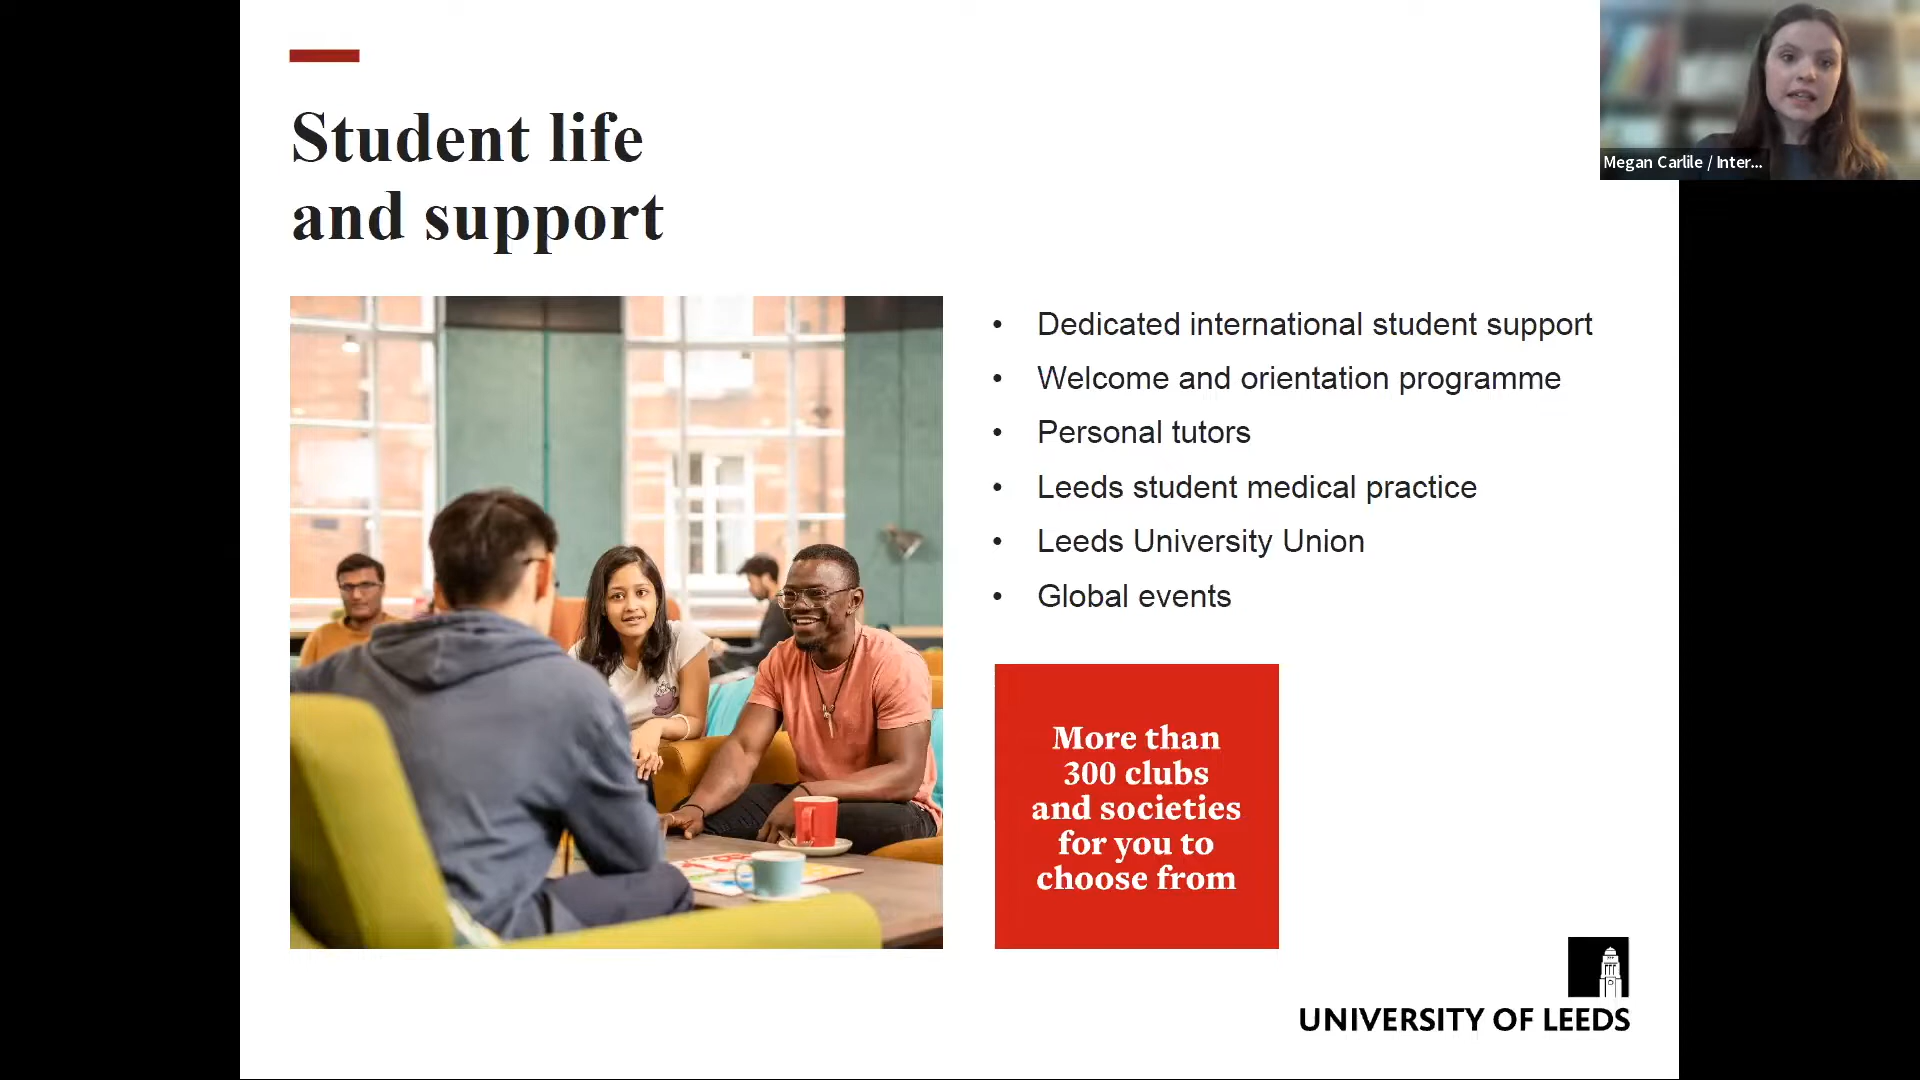 Student life
and support
Megan Carlile / Inter...
• Dedicated international student support
• Welcome and orientation programme
• Personal tutors
• Leeds student medical practice
• Leeds University Union
• Global events
More than
300 clubs
and societies
for you to
choose from
UNIVERSITY OF LEEDS